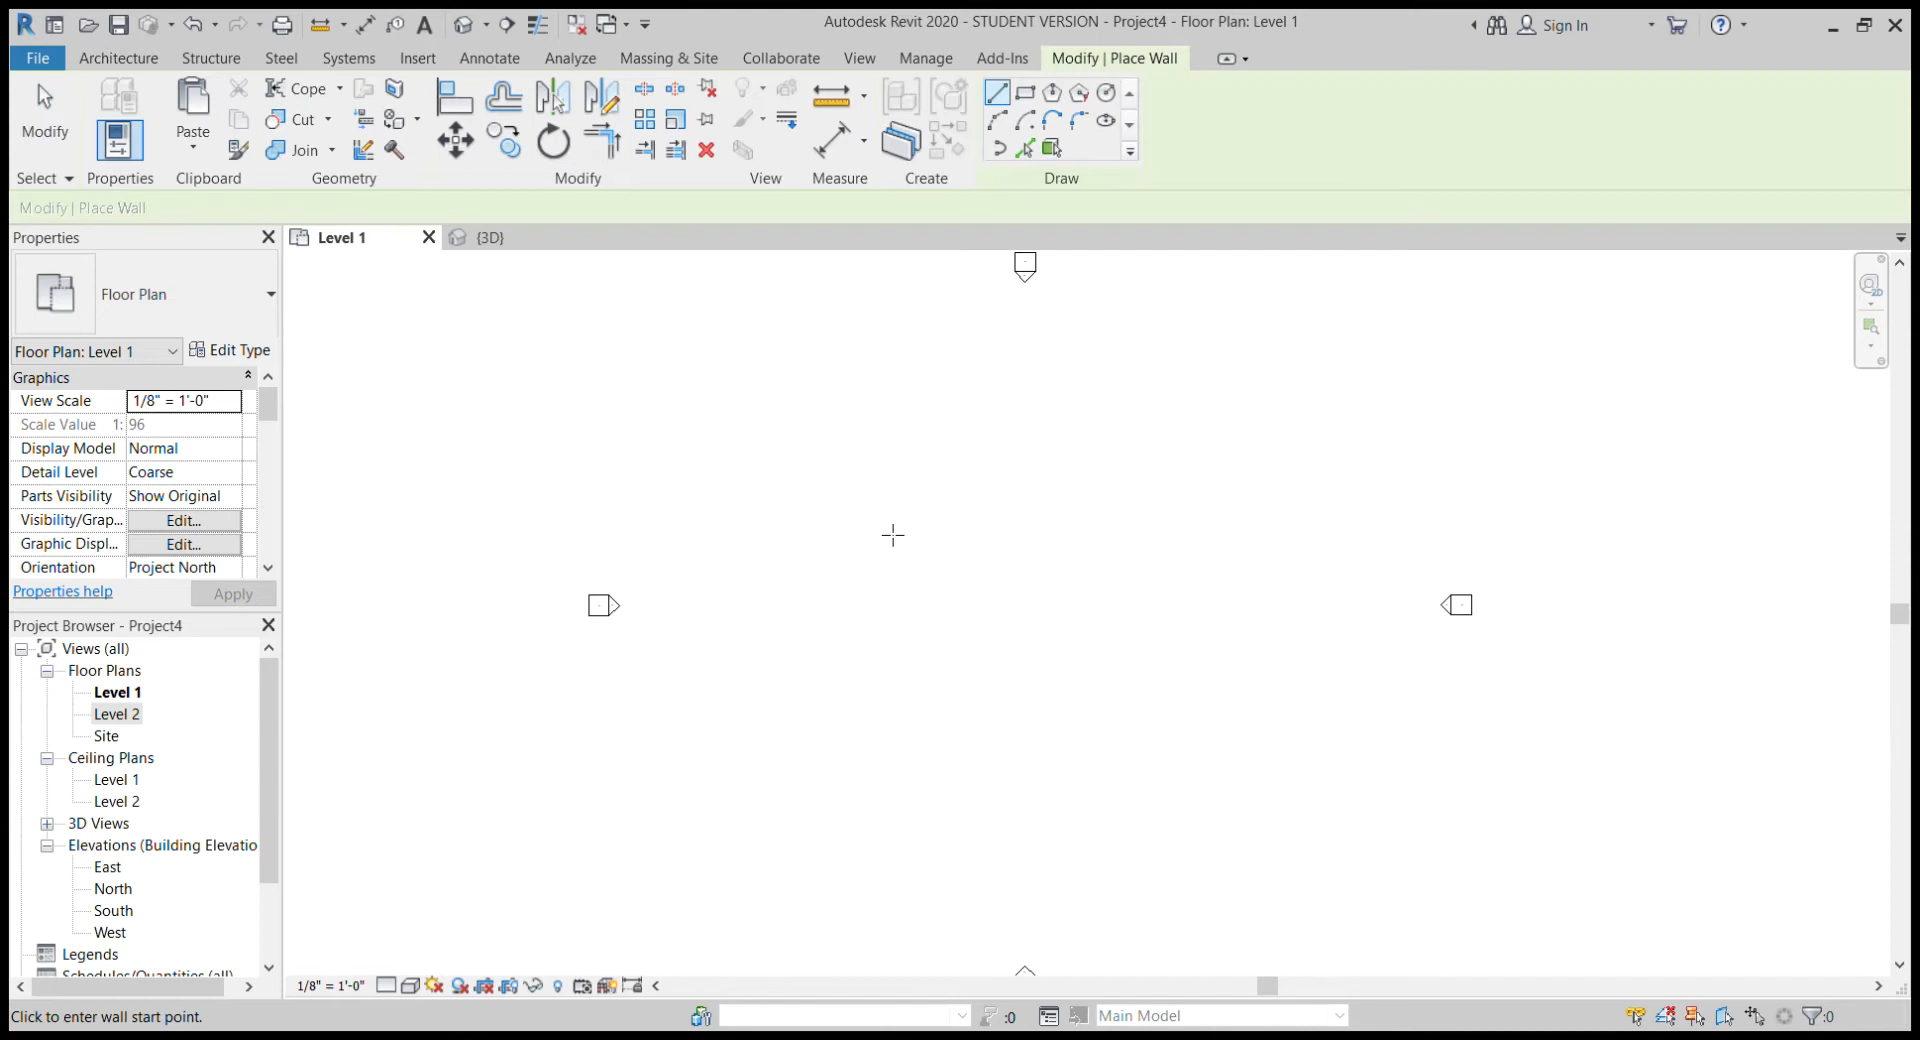 Autodesk Revit 2020 - STUDENT VERSION - Project4 - Floor Plan: Level 1
Sign In
File Architecture Structure Steel Systems Insert Annotate Analyze Massing & Site Collaborate View Manage Add-Ins Modify | Place Wall
Modify
Paste
Cope
Cut
Join
Select Properties Clipboard Geometry Modify View Measure Create Draw
Modify | Place Wall
Properties
Level 1
{3D}
Floor Plan
Floor Plan: Level 1
Edit Type
Graphics
View Scale 1/8" = 1'-0"
Scale Value 1: 96
Display Model Normal
Detail Level Coarse
Parts Visibility Show Original
Visibility/Grap... Edit...
Graphic Displ... Edit...
Orientation Project North
Properties help
Apply
Project Browser - Project4
Views (all)
Floor Plans
Level 1
Level 2
Site
Ceiling Plans
Level 1
Level 2
3D Views
Elevations (Building Elevatio
East
North
South
West
Legends
Schedules/Quantities (all)
2D
1/8" = 1'-0"
Click to enter wall start point.
:0
Main Model
:0